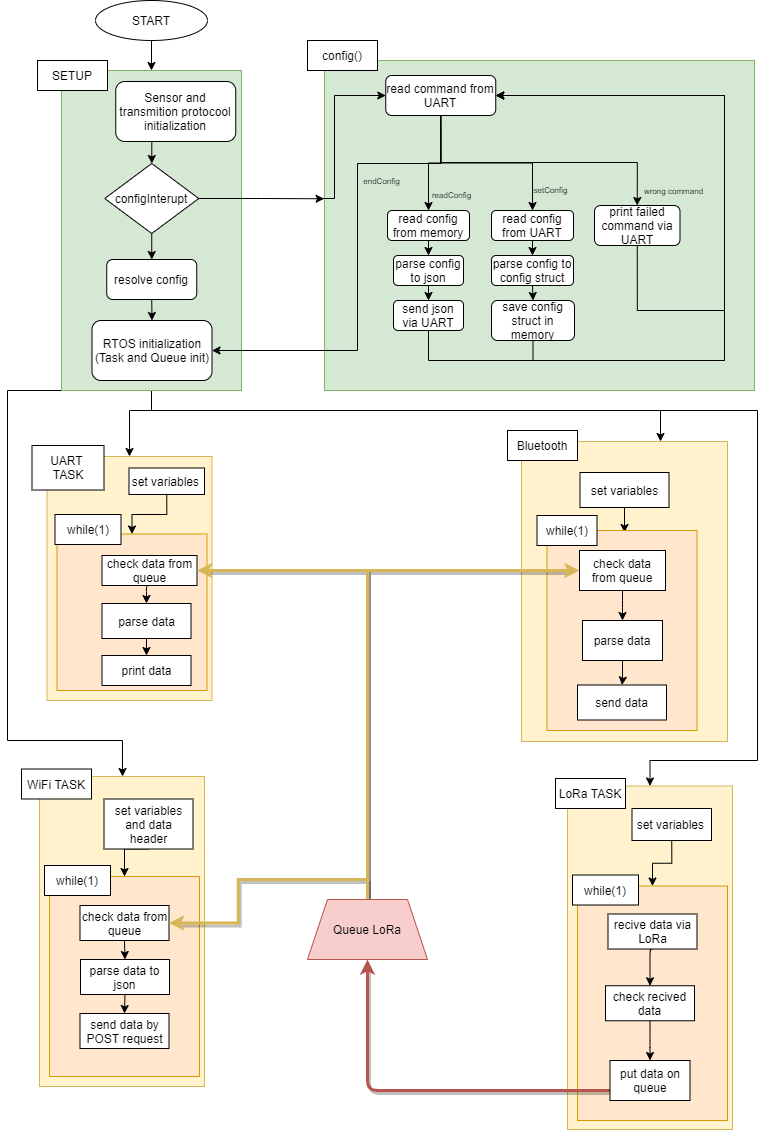 START
SETUP
Sensor and
transmition protocool
initialization
configInterupt
resolve config
RTOS initialization
(Task and Queue init)
config()
read command from
UART
endConfig
readConfig
setConfig
wrong command
read config
from memory
parse config
to json
send json
via UART
read config
from UART
parse config to
config struct
save config
struct in
memory
print failed
command via
UART
UART
TASK
set variables
while(1)
check data from
queue
parse data
print data
Bluetooth
set variables
while(1)
check data
from queue
parse data
send data
WiFi TASK
set variables
and data
header
while(1)
check data from
queue
parse data to
json
send data by
POST request
Queue LoRa
LoRa TASK
set variables
while(1)
recive data via
LoRa
check recived
data
put data on
queue